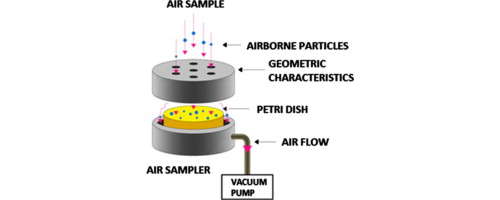 AIR SAMPLE
AIRBORNE PARTICLES
GEOMETRIC
CHARACTERISTICS
PETRI DISH
AIR FLOW
AIR SAMPLER
VACUUM
PUMP